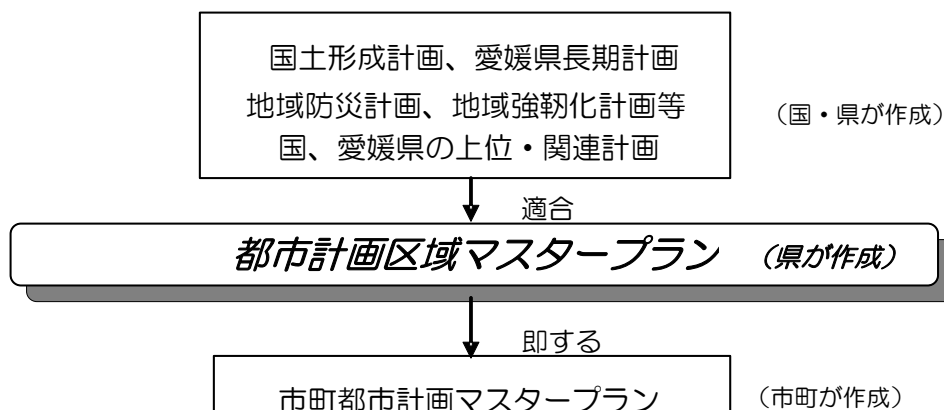 国土形成計画、愛媛県長期計画
地域防災計画、地域強靭化計画等
国、愛媛県の上位・関連計画
（国・県が作成）
適合
都市計画区域マスタープラン （県が作成）
即する
市町都市計画マスタープラン
（市町が作成）